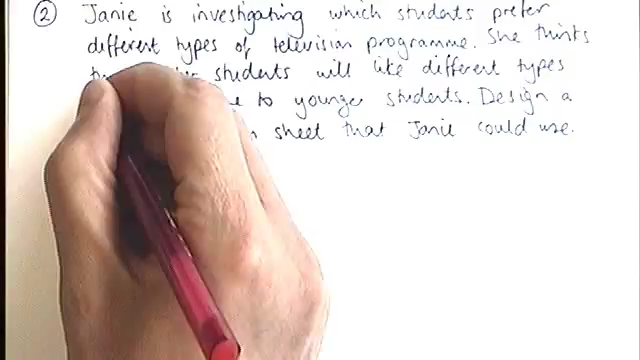 ② Janie is investigating which students prefer
different types of television programme. She thinks
students will like different types
to younger students. Design a
sheet that Janie could use.